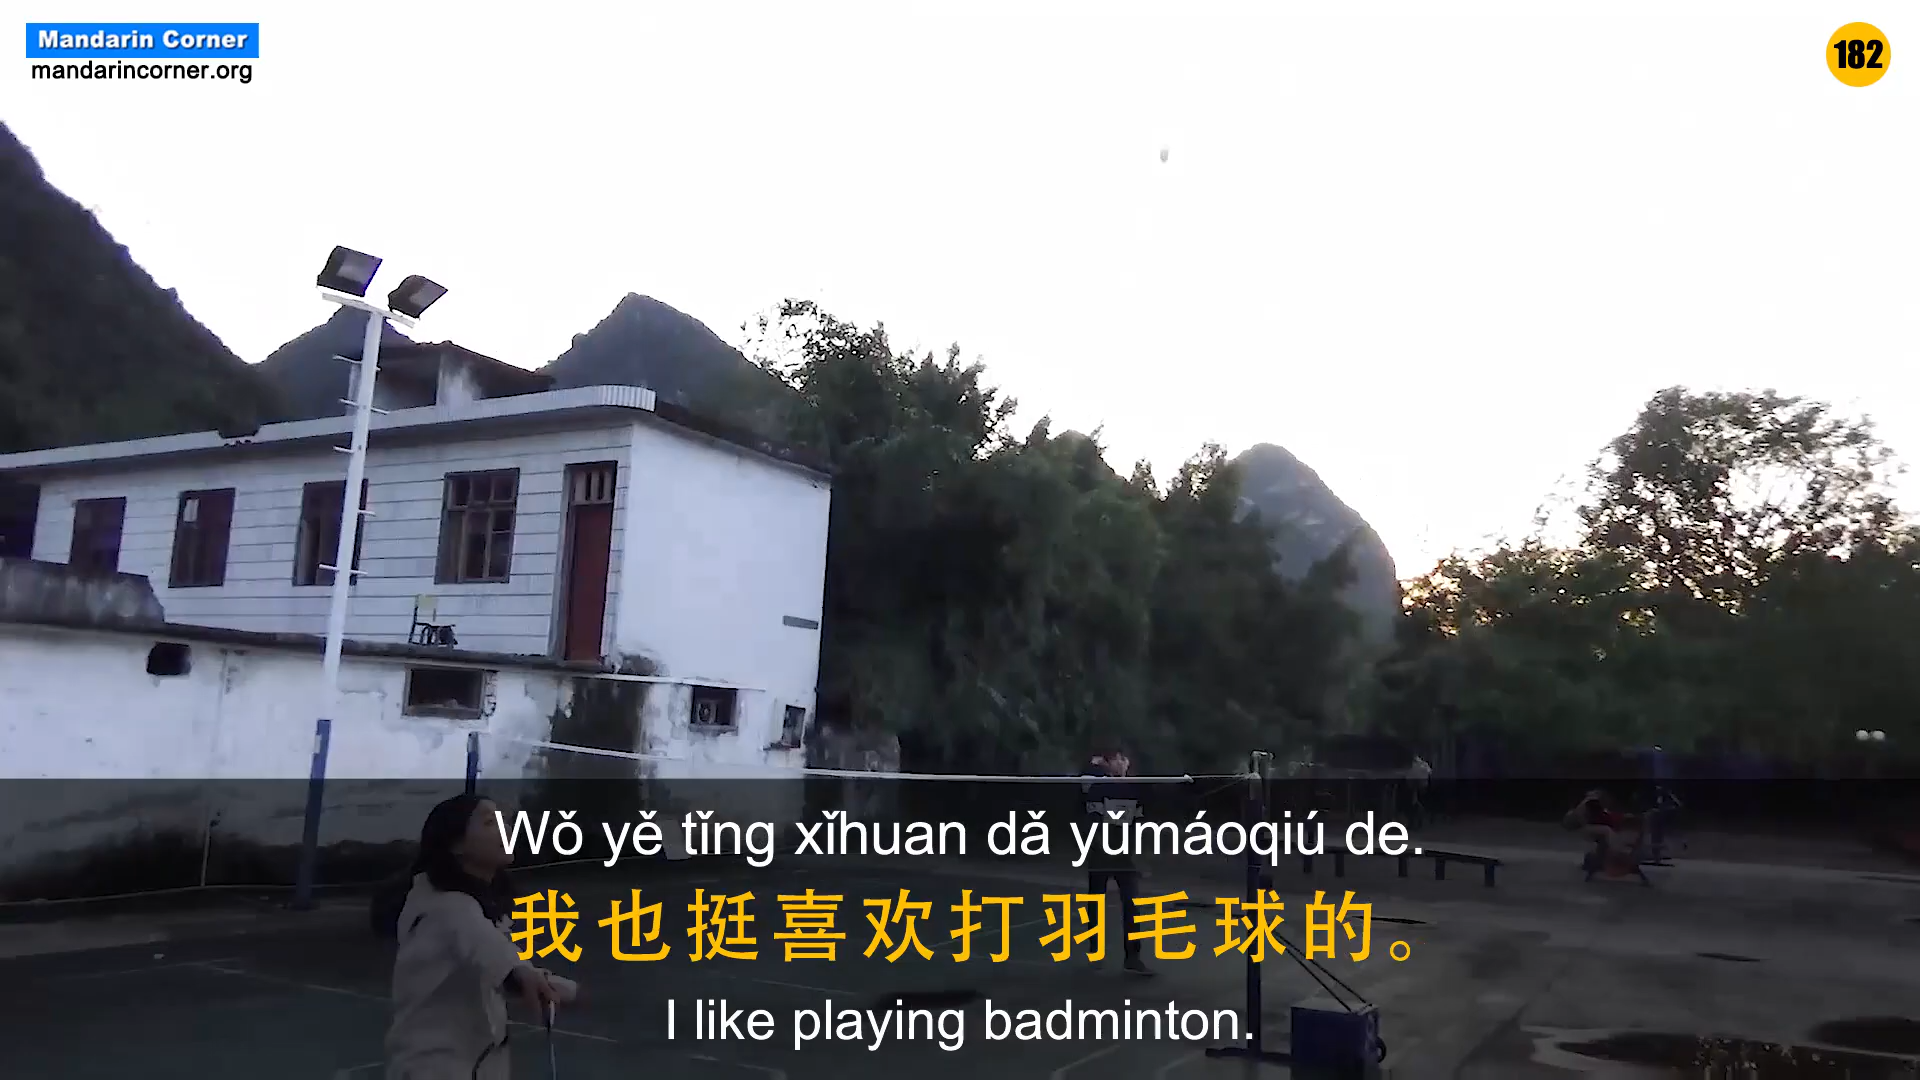 Mandarin Corner
mandarincorner.org
182
Wǒ yě tǐng xǐhuan dǎ yǔmáoqiú de.
我也挺喜欢打羽毛球的。
I like playing badminton.